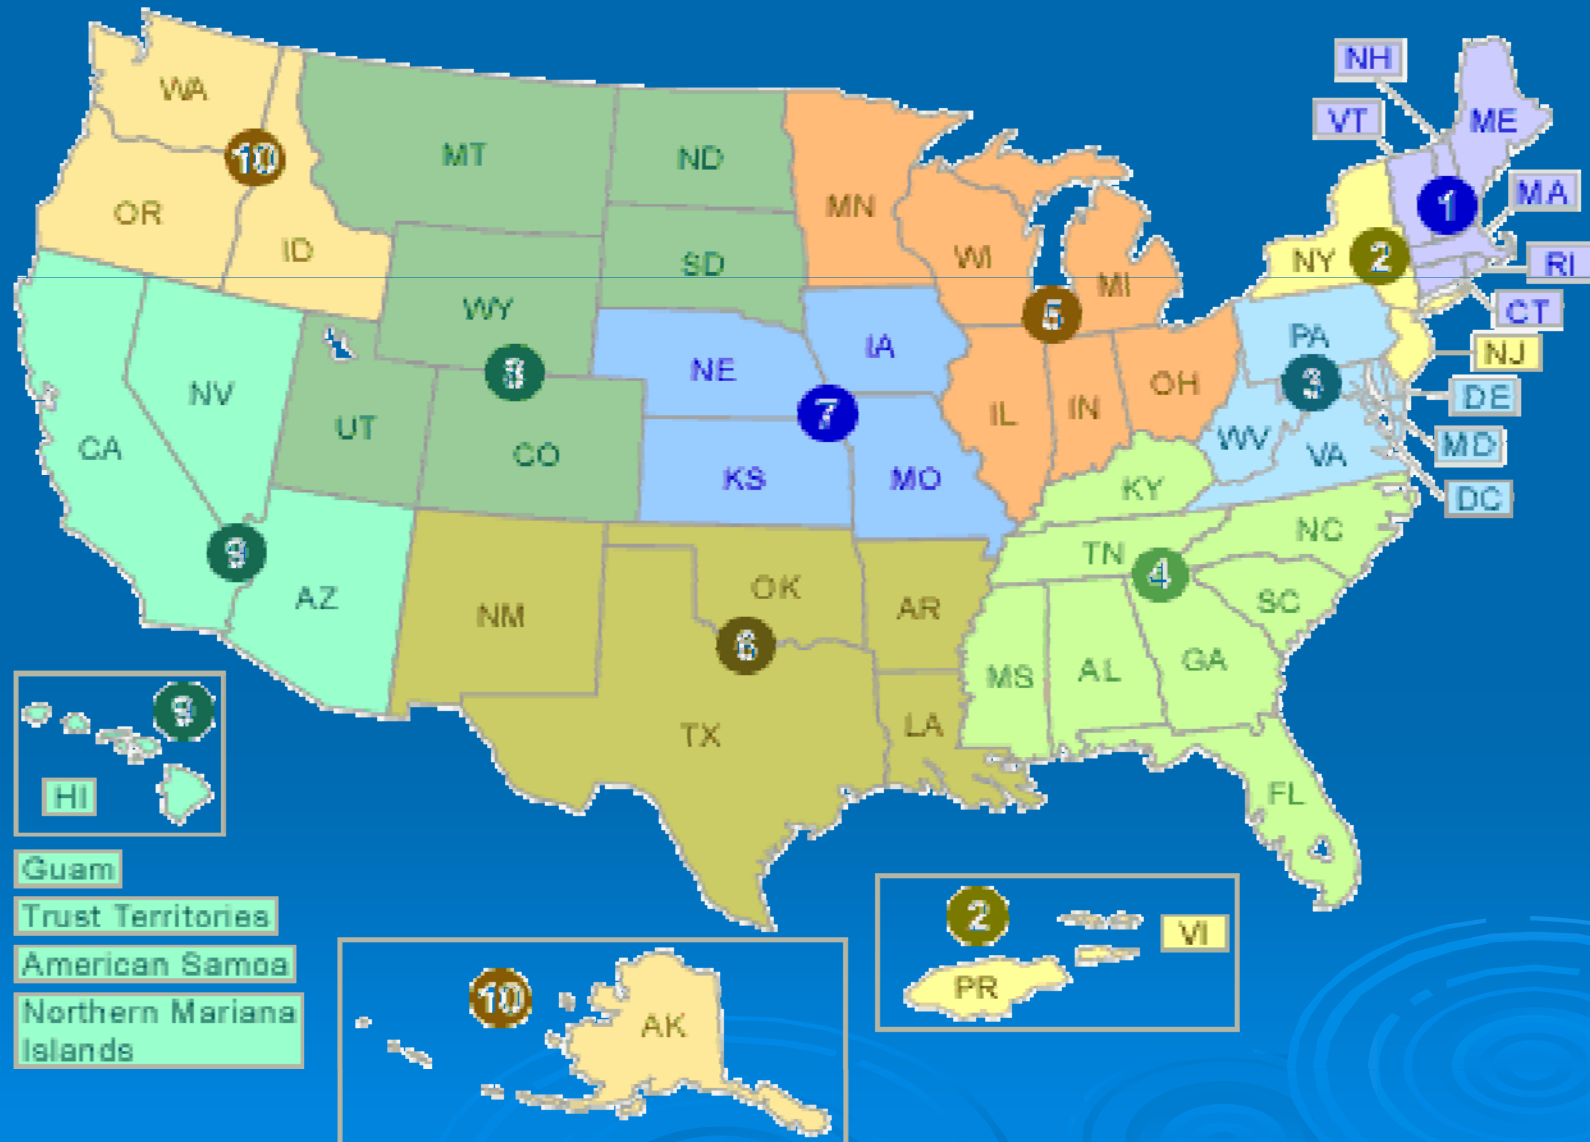 NH
WA
VT
ME
10
MT
ND
MA
OR
MN
1
ID
SD
WI
NY
2
RI
MI
CT
WY
5
PA
NJ
IA
8
NE
OH
3
DE
NV
IL
IN
7
UT
WV
MD
CA
CO
KS
MO
VA
KY
DC
NC
9
TN
4
AZ
OK
AR
SC
NM
6
GA
MS
AL
9
TX
LA
HI
FL
Guam
Trust Territories
2
VI
American Samoa
PR
10
Northern Mariana
Islands
AK